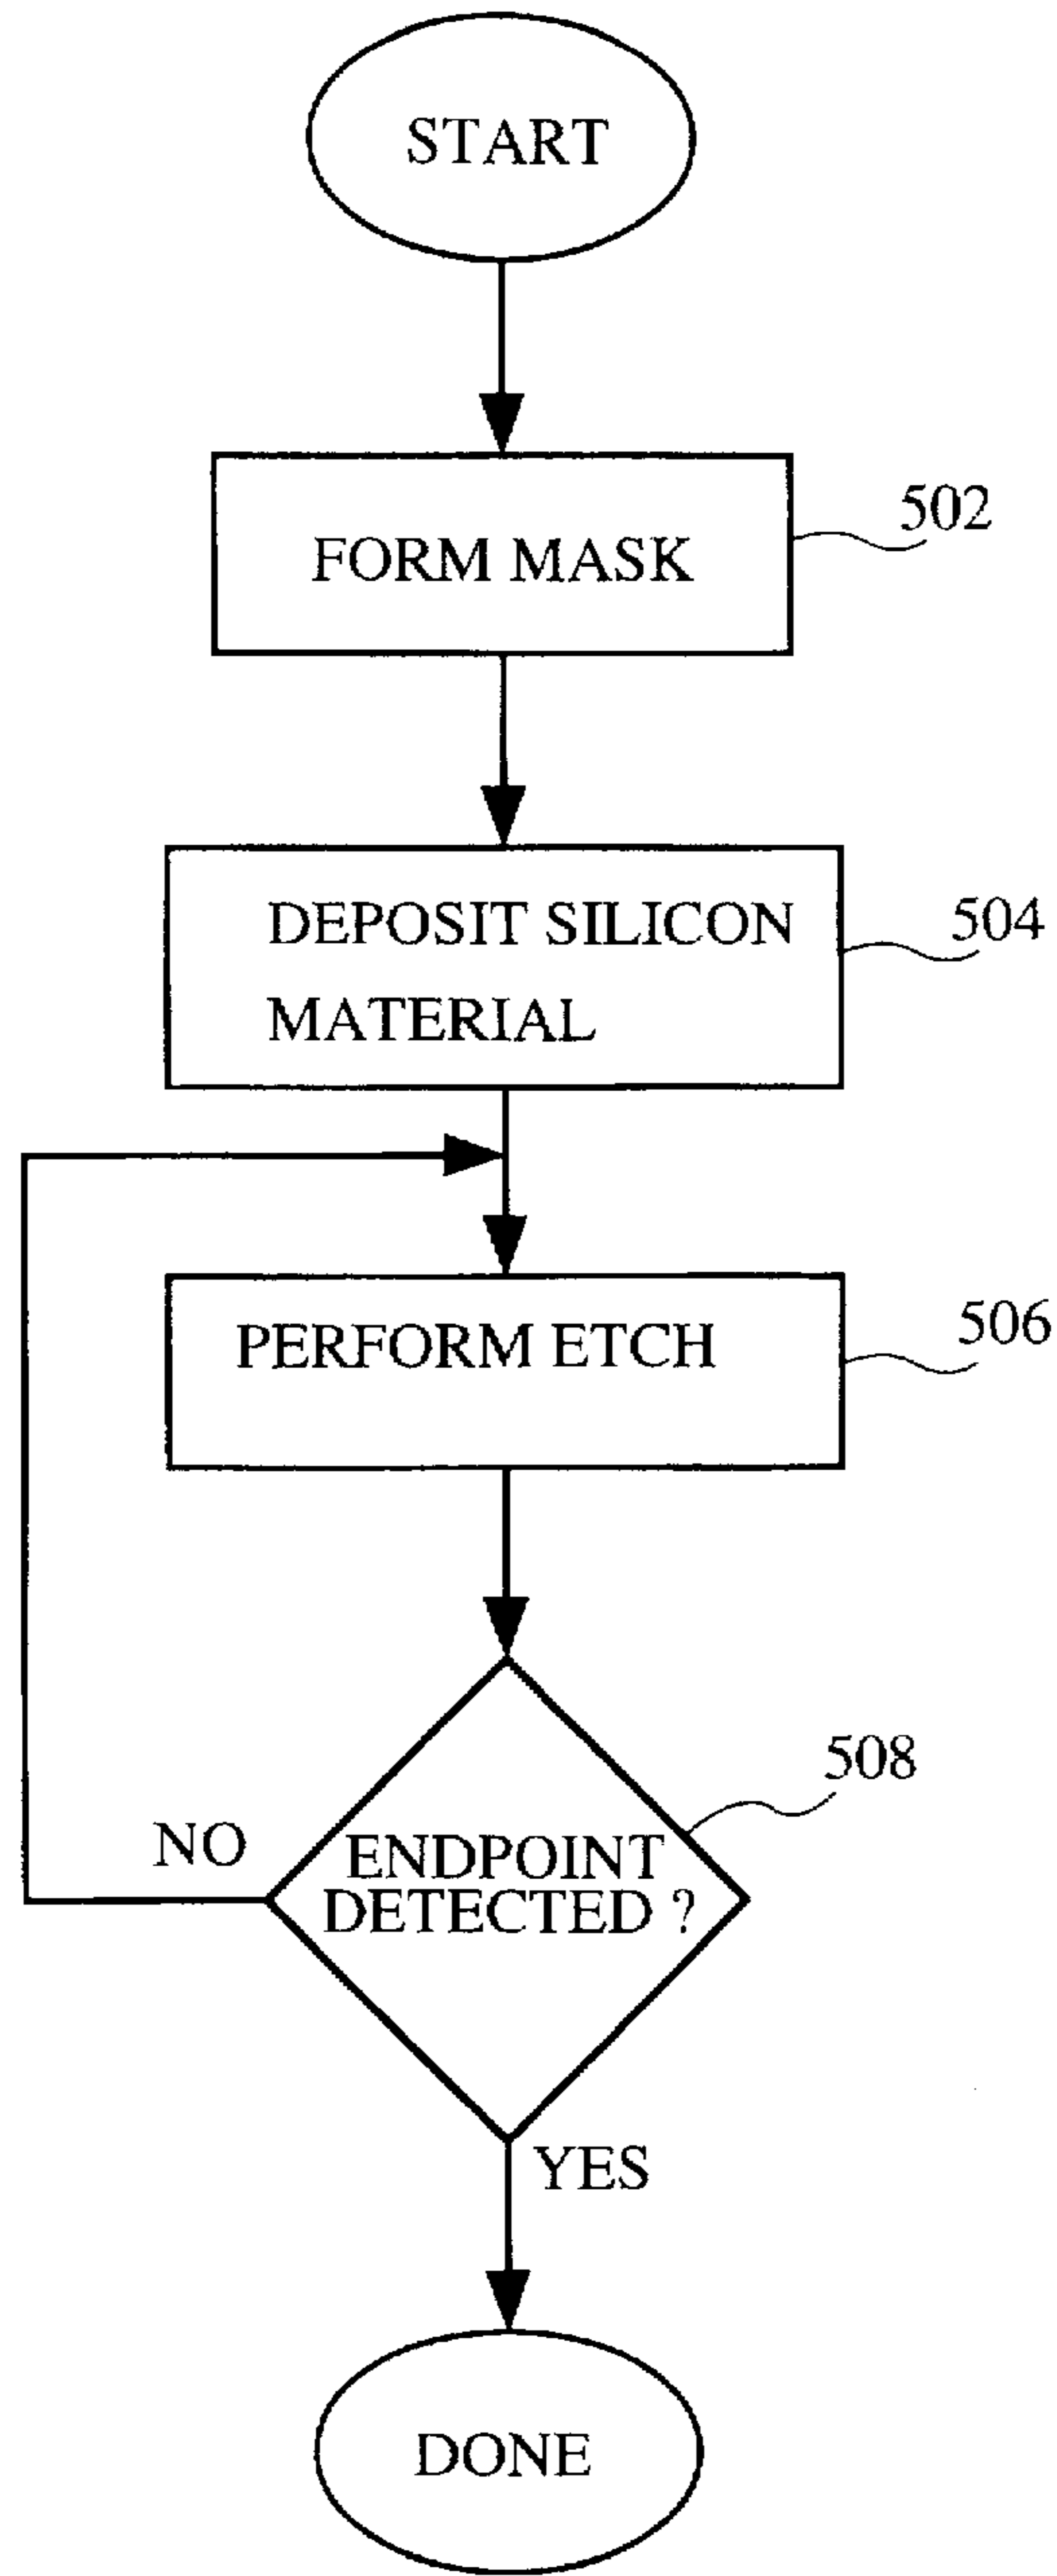 START
FORM MASK
502
DEPOSIT SILICON
MATERIAL
504
PERFORM ETCH
506
508
NO
ENDPOINT
DETECTED ?
YES
DONE